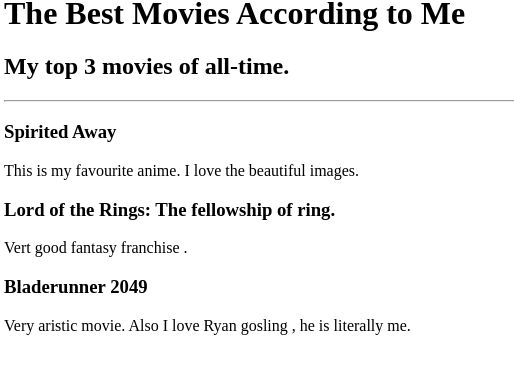 The Best Movies According to Me
My top 3 movies of all-time.
Spirited Away
This is my favourite anime. I love the beautiful images.
Lord of the Rings: The fellowship of ring.
Vert good fantasy franchise .
Bladerunner 2049
Very aristic movie. Also I love Ryan gosling , he is literally me.